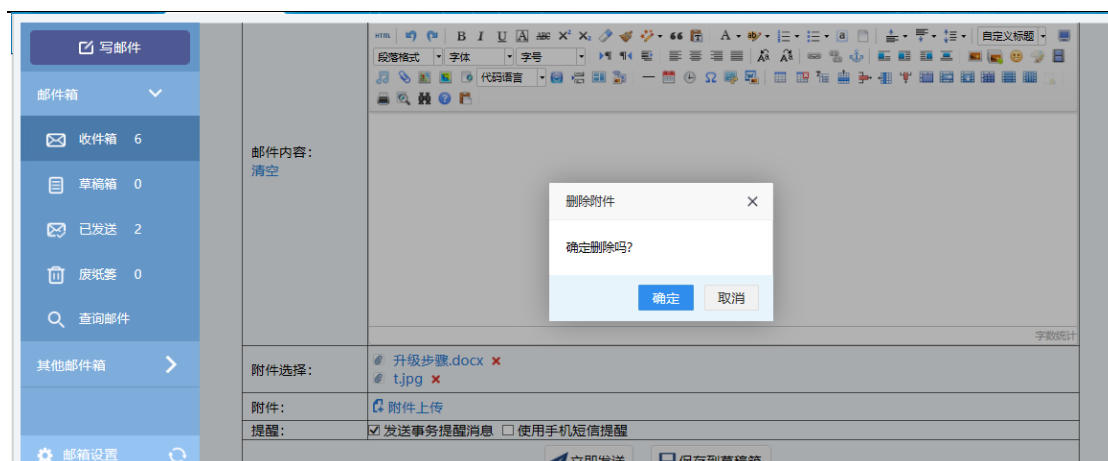 写邮件
邮件箱
收件箱 6
草稿箱 0
已发送 2
废纸篓 0
查询邮件
其他邮件箱
邮箱设置
HTML B I U A ABC X² X₂ 66 A a 自定义标题
段落格式 字体 字号
代码语言
邮件内容：
清空
删除附件
确定删除吗？
确定 取消
字数统计
附件选择：
升级步骤.docx
t.jpg
附件：
附件上传
提醒：
发送事务提醒消息 使用手机短信提醒
立即发送 保存到草稿箱